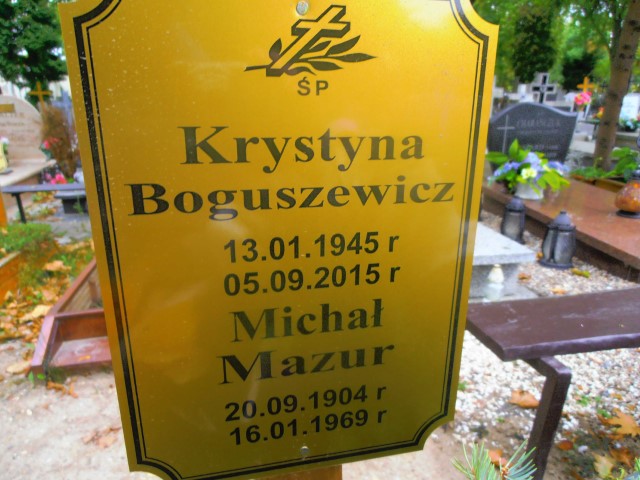 ŚP
Krystyna
Boguszewicz
13.01.1945 r
05.09.2015 r
Michał
Mazur
20.09.1904 r
16.01.1969 r